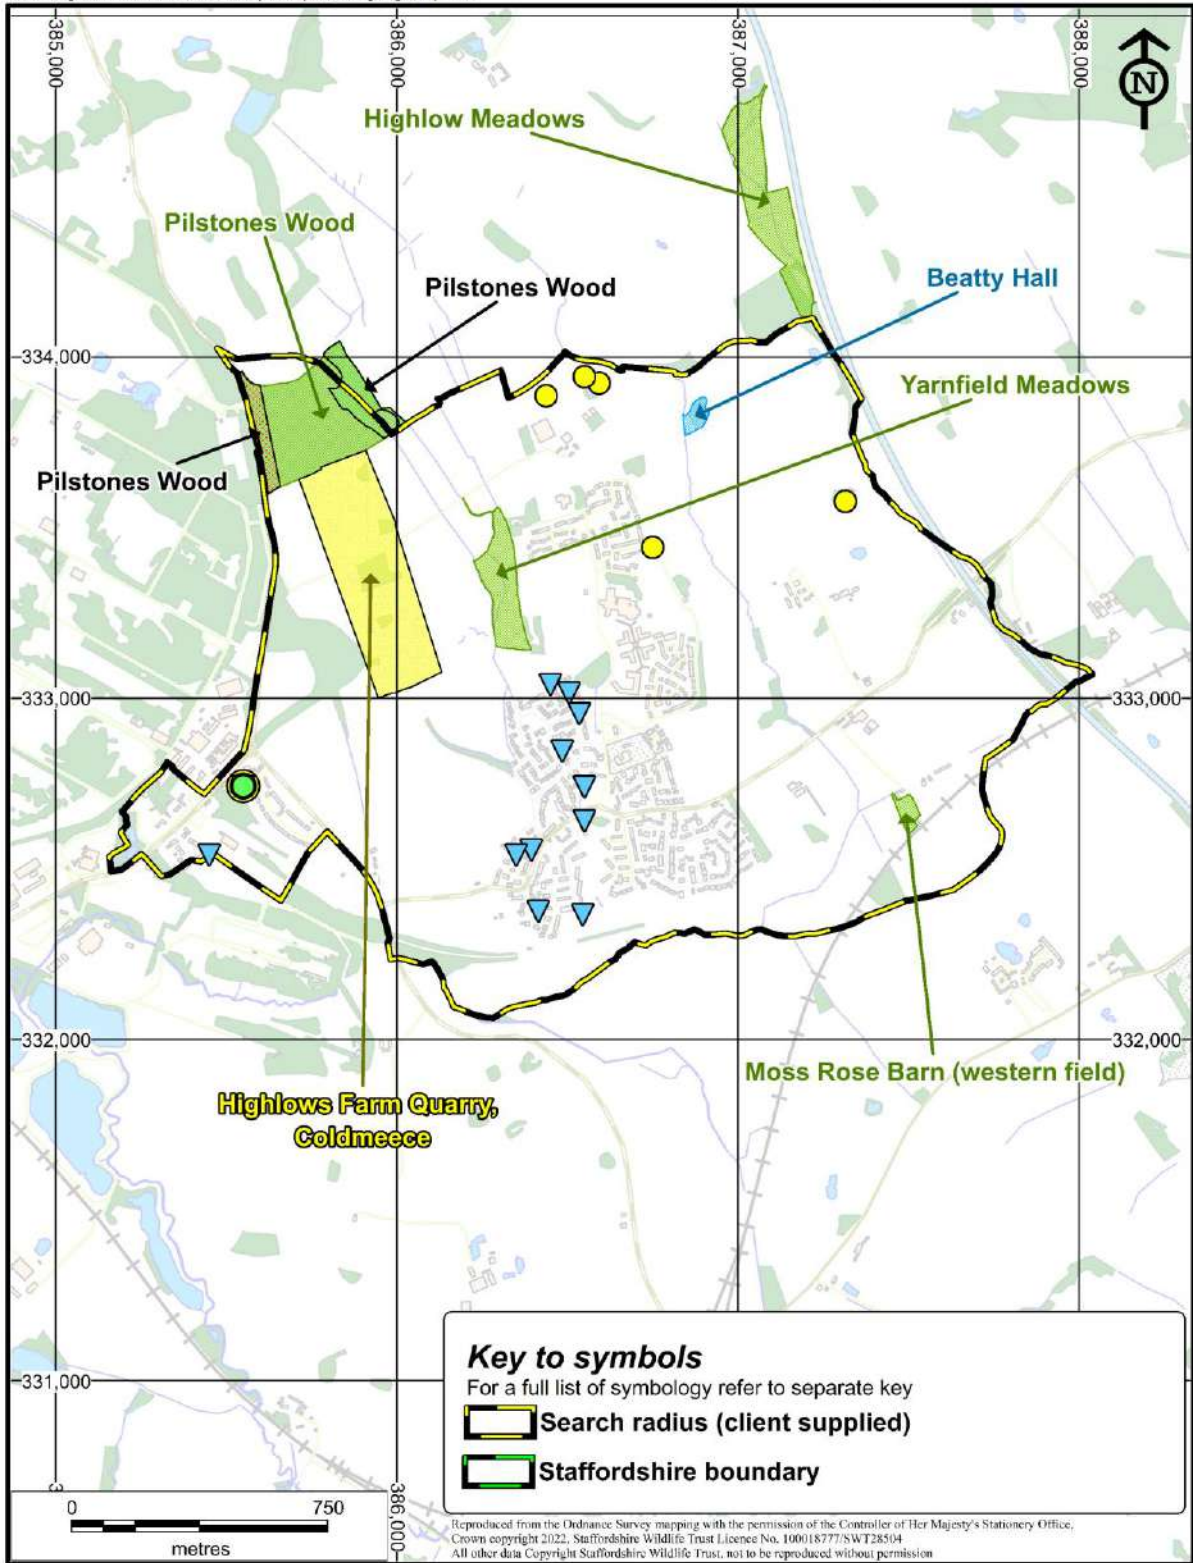 385,000
386,000
387,000
388,000
N
Highlow Meadows
Pilstones Wood
Pilstones Wood
Beatty Hall
334,000
334,000
Yarnfield Meadows
Pilstones Wood
333,000
333,000
332,000
332,000
Moss Rose Barn (western field)
Highlows Farm Quarry,
Coldmeece
331,000
386,000
Key to symbols
For a full list of symbology refer to separate key
Search radius (client supplied)
Staffordshire boundary
0 750
metres
Reproduced from the Ordnance Survey mapping with the permission of the Controller of Her Majesty's Stationery Office,
Crown copyright 2022, Staffordshire Wildlife Trust Licence No. 100018777/SWT28504
All other data Copyright Staffordshire Wildlife Trust, not to be reproduced without permission